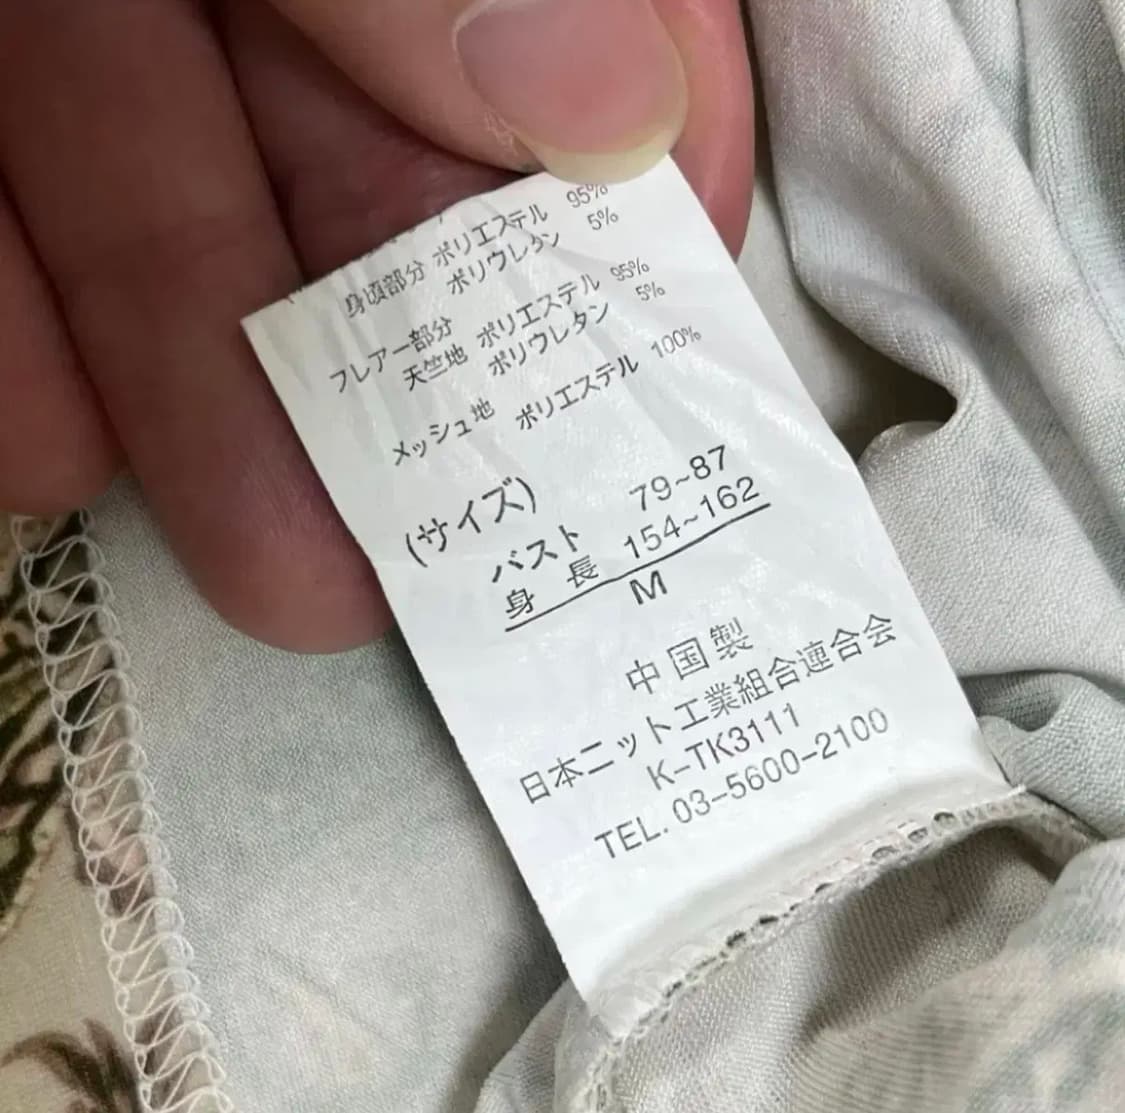 身頃部分 ポリエステル 95%
ポリウレタン 5%
フレアー部分
天竺地 ポリエステル 95%
ポリウレタン 5%
メッシュ地 ポリエステル 100%
(サイズ)
バスト 79~87
身 長 154~162
M
中国製
日本ニット工業組合連合会
K-TK3111
TEL. 03-5600-2100